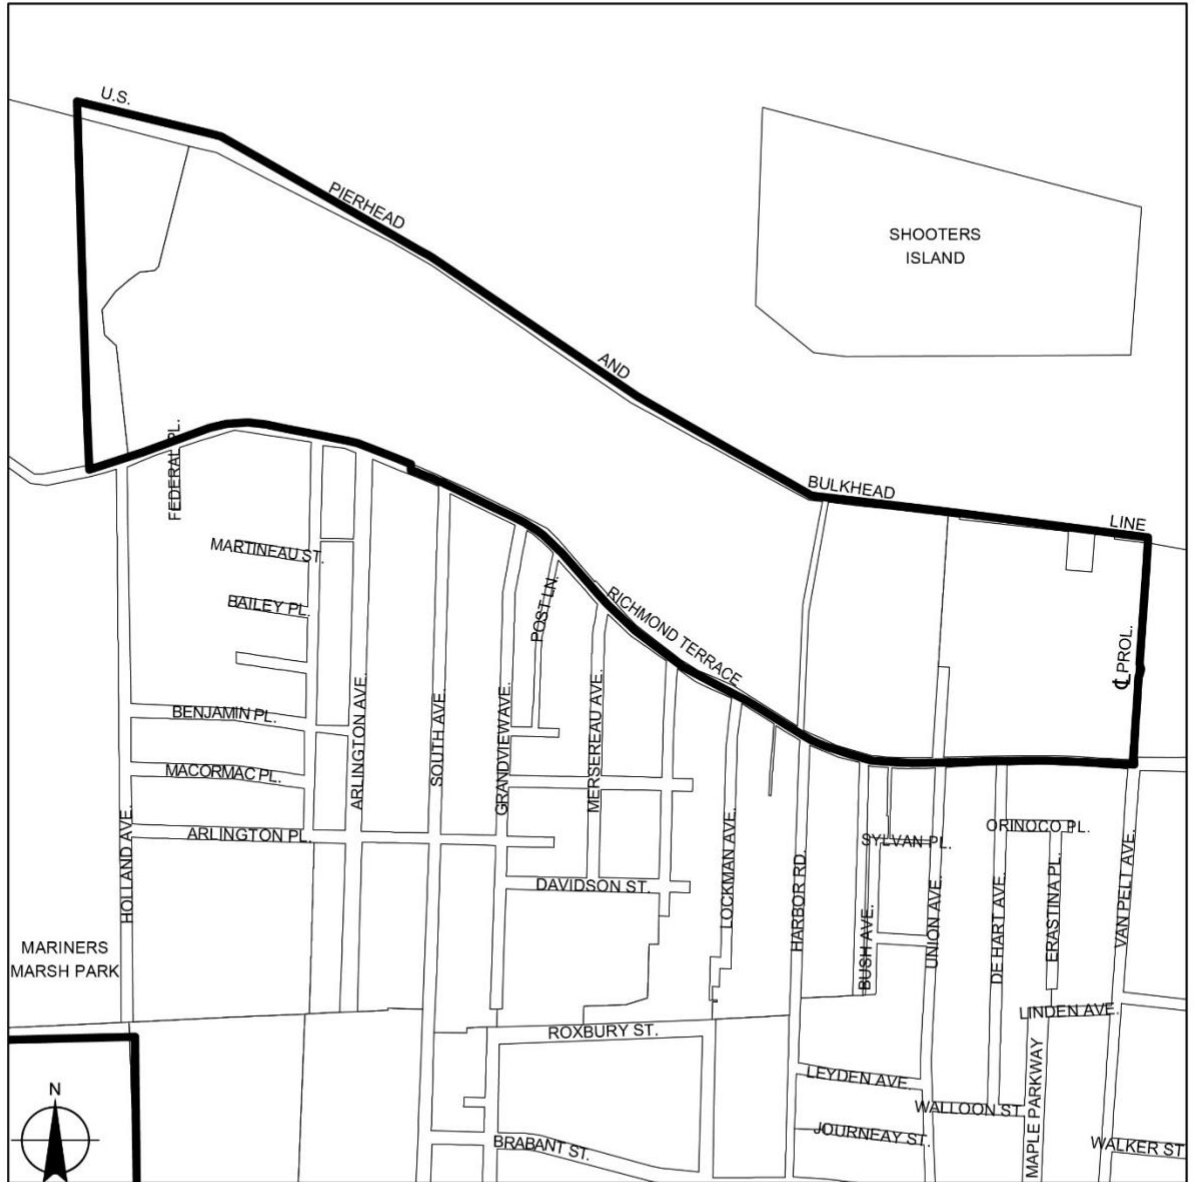 U.S.
PIERHEAD
SHOOTERS
ISLAND
AND
BULKHEAD
LINE
FEDERAL PL.
MARTINEAU ST.
BAILEY PL.
POST LN.
RICHMOND TERRACE
℄ PROL.
BENJAMIN PL.
MACORMAC PL.
ARLINGTON AVE.
SOUTH AVE.
GRANDVIEW AVE.
MERSEREAU AVE.
ARLINGTON PL.
HOLLAND AVE.
DAVIDSON ST.
LOCKMAN AVE.
HARBOR RD.
SYLVAN PL.
ORINOCO PL.
BUSH AVE.
UNION AVE.
DE HART AVE.
ERASTINA PL.
VAN PELT AVE.
MARINERS
MARSH PARK
ROXBURY ST.
LINDEN AVE.
LEYDEN AVE.
WALLOON ST.
MAPLE PARKWAY
N
BRABANT ST.
JOURNEAY ST.
WALKER ST